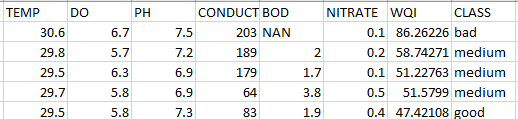 TEMP DO PH CONDUCT BOD NITRATE WQI CLASS
30.6 6.7 7.5 203 NAN 0.1 86.26226 bad
29.8 5.7 7.2 189 2 0.2 58.74271 medium
29.5 6.3 6.9 179 1.7 0.1 51.22763 medium
29.7 5.8 6.9 64 3.8 0.5 51.5799 medium
29.5 5.8 7.3 83 1.9 0.4 47.42108 good